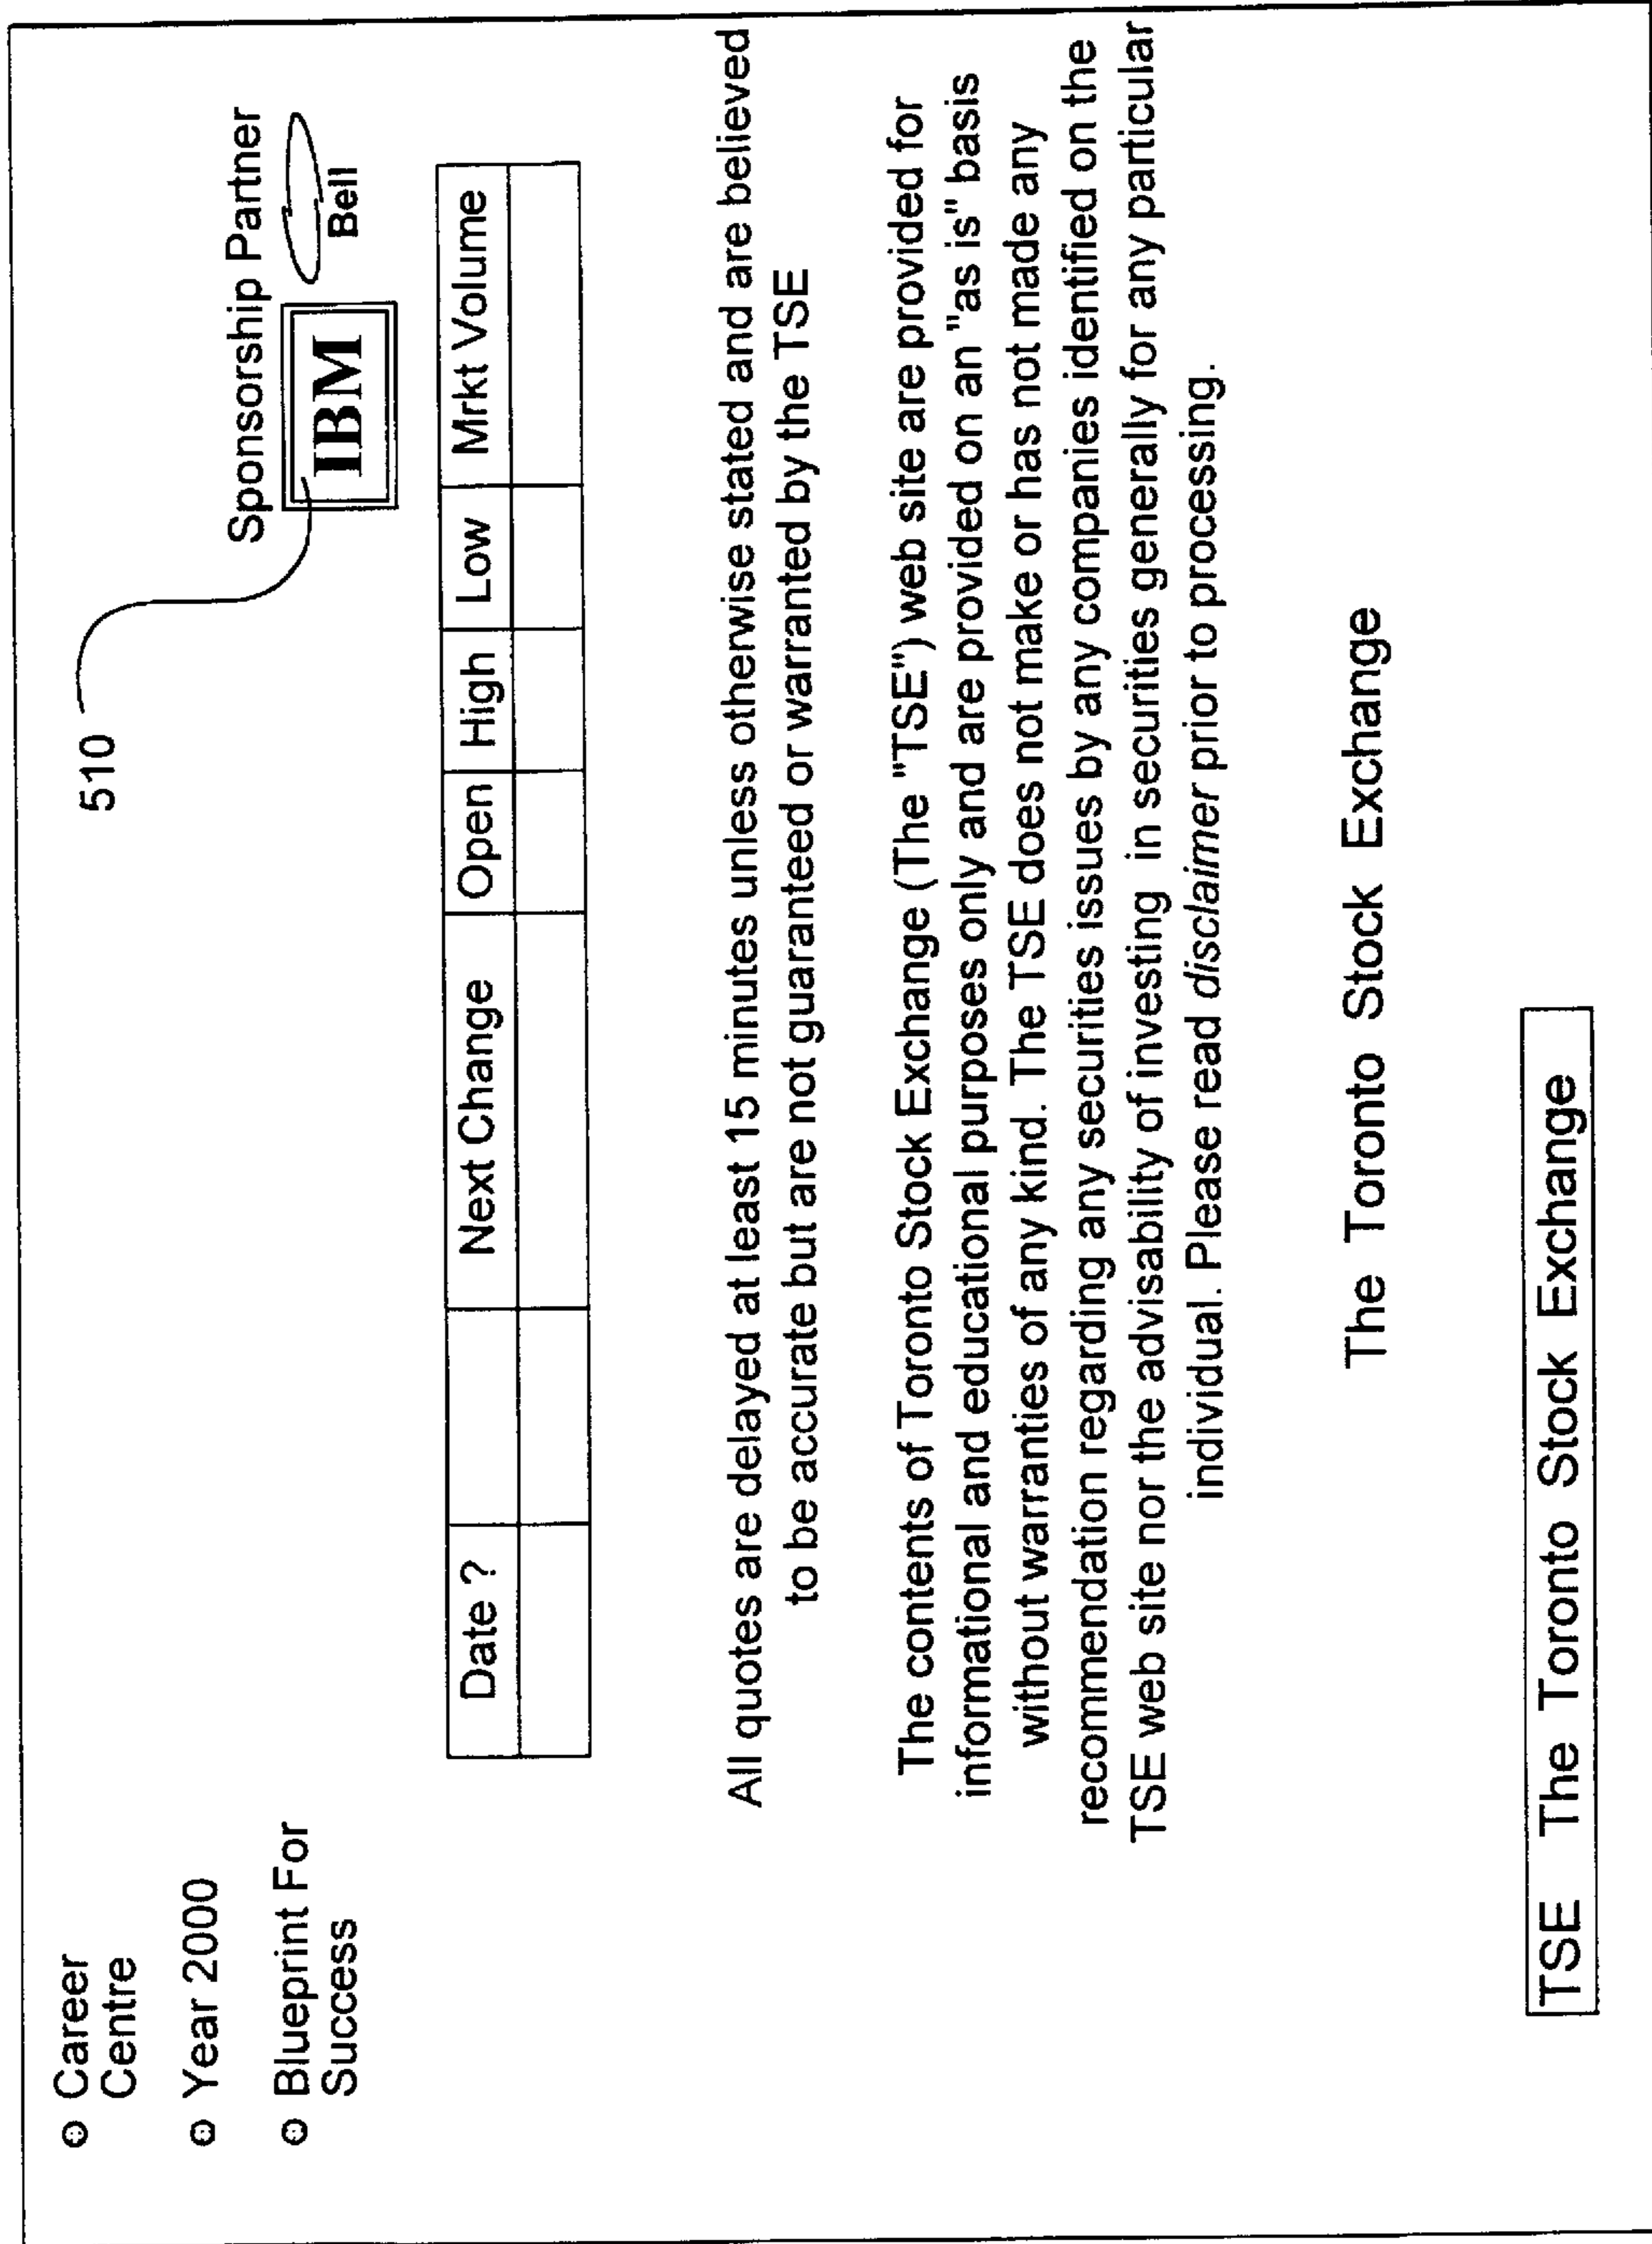 Career
Centre
Year 2000
Blueprint For
Success
510
Sponsorship Partner
IBM
Bell
Date ? Next Change Open High Low Mrkt Volume
All quotes are delayed at least 15 minutes unless otherwise stated and are believed
to be accurate but are not guaranteed or warranted by the TSE
The contents of Toronto Stock Exchange (The "TSE") web site are provided for
informational and educational purposes only and are provided on an "as is" basis
without warranties of any kind. The TSE does not make or has not made any
recommendation regarding any securities issues by any companies identified on the
TSE web site nor the advisability of investing in securities generally for any particular
individual. Please read disclaimer prior to processing.
The Toronto Stock Exchange
TSE The Toronto Stock Exchange